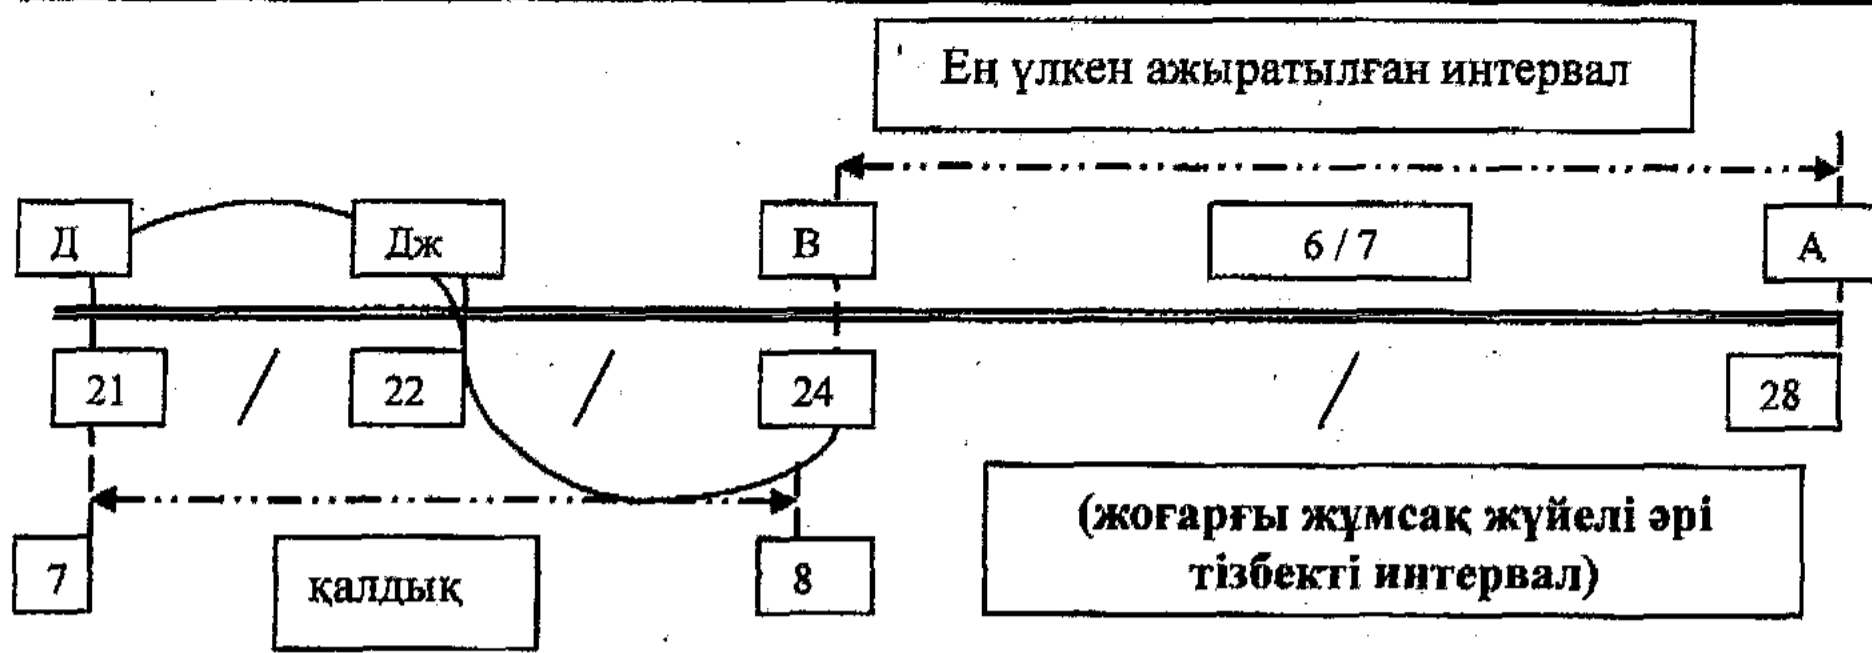 Ең үлкен ажыратылған интервал
Д Дж В 6 / 7 А
21 / 22 / 24 / 28
(жоғарғы жұмсақ жүйелі әрі
тізбекті интервал)
7 қалдық 8